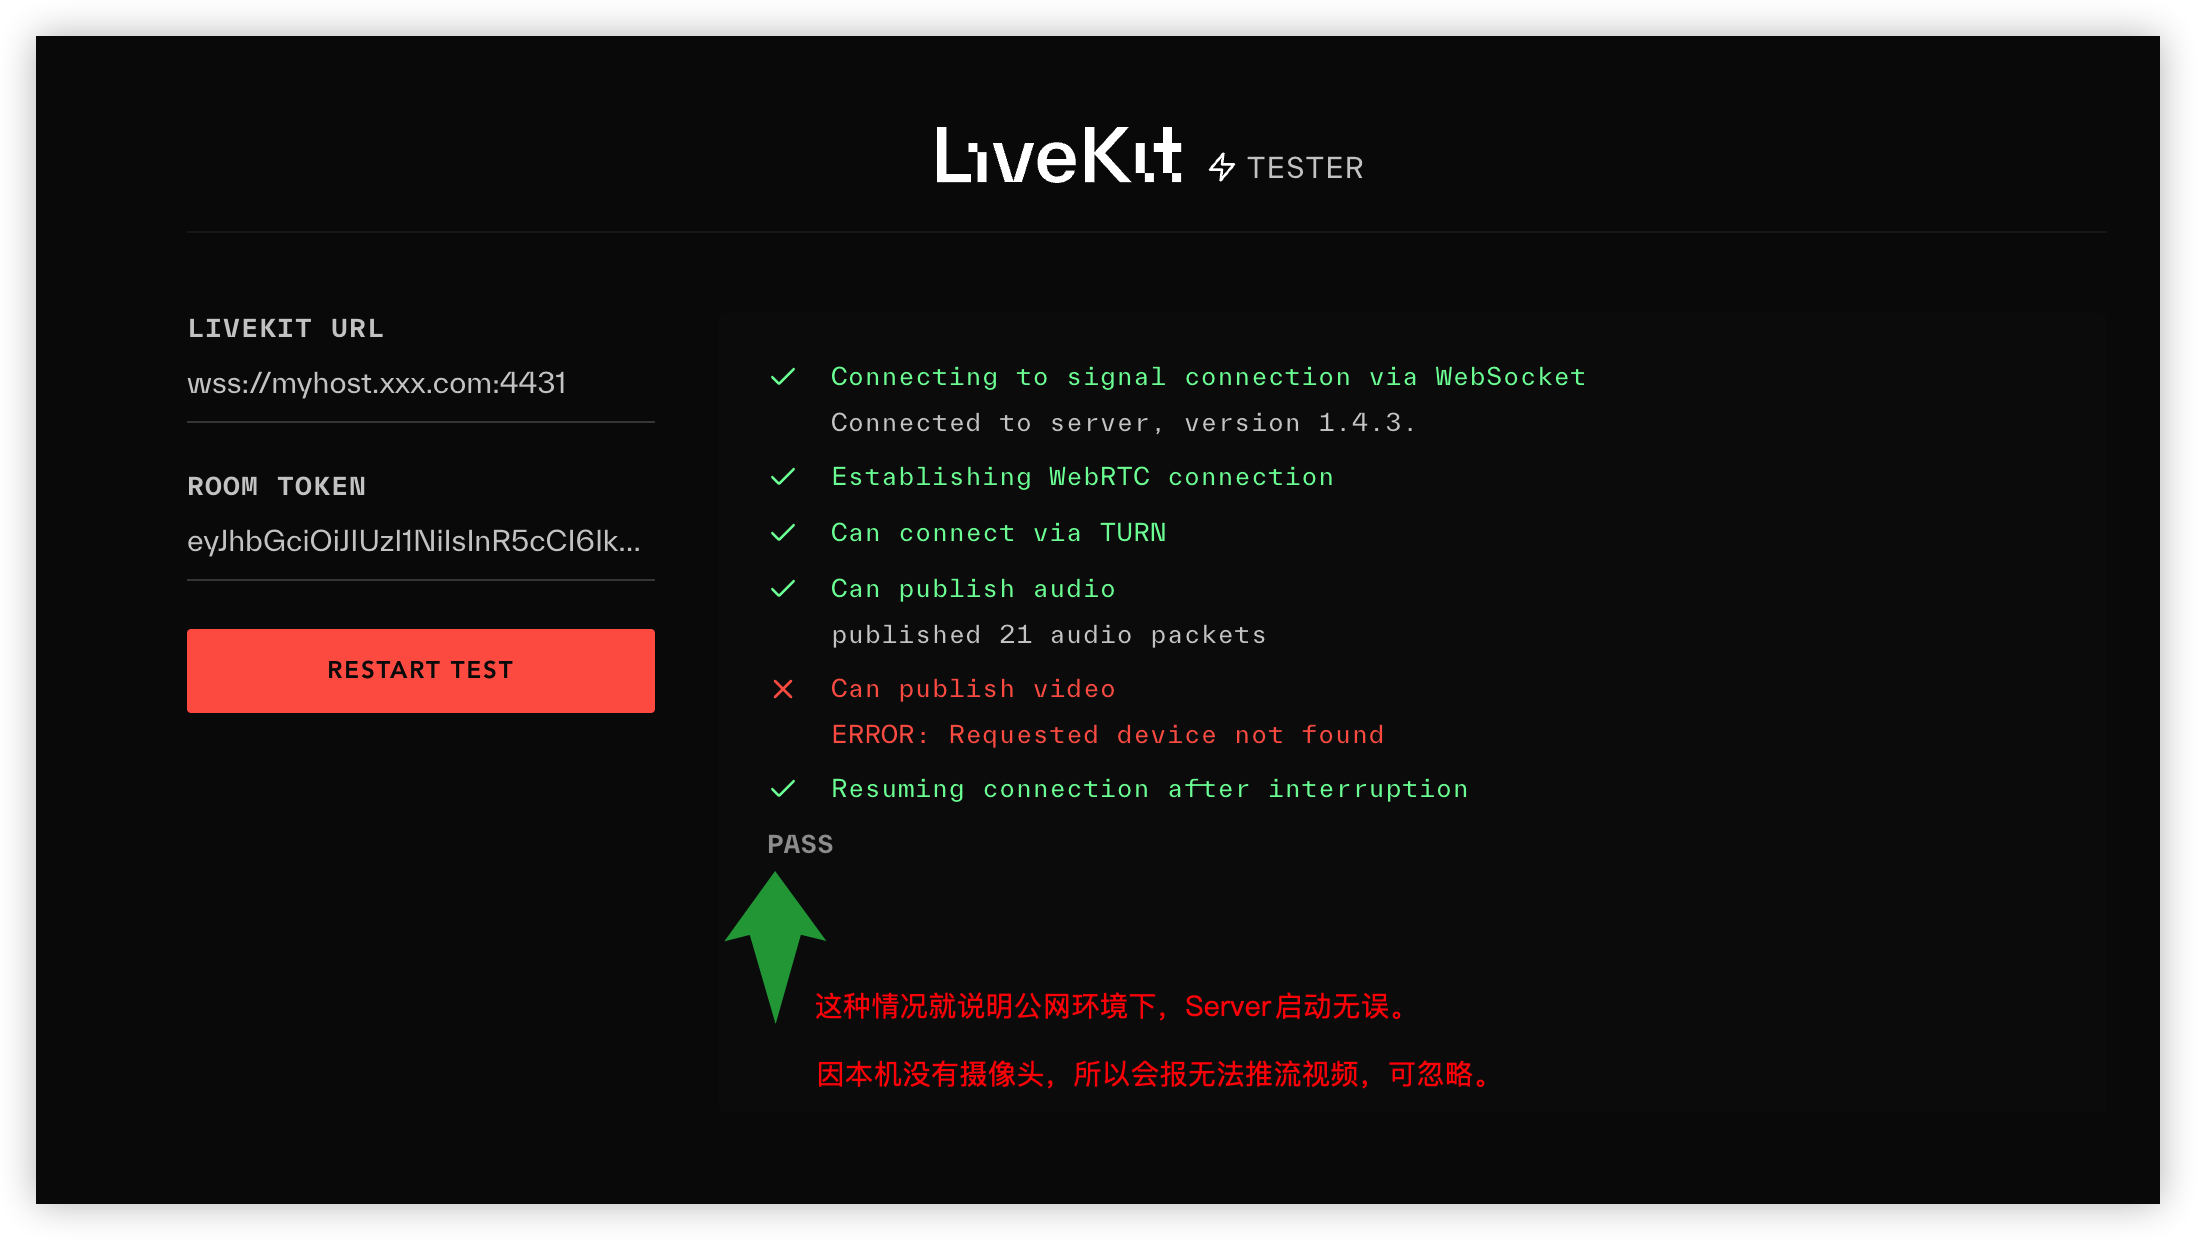 LiveKit TESTER
LIVEKIT URL
wss://myhost.xxx.com:4431
ROOM TOKEN
eyJhbGciOiJIUzI1NiIsInR5cCI6Ik...
RESTART TEST
Connecting to signal connection via WebSocket
Connected to server, version 1.4.3.
Establishing WebRTC connection
Can connect via TURN
Can publish audio
published 21 audio packets
Can publish video
ERROR: Requested device not found
Resuming connection after interruption
PASS
这种情况就说明公网环境下，Server启动无误。
因本机没有摄像头，所以会报无法推流视频，可忽略。